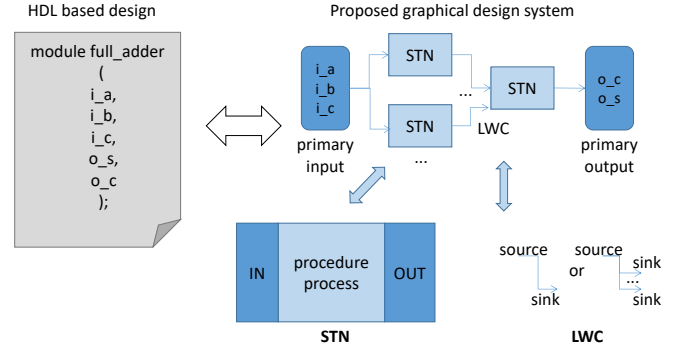 HDL based design
module full_adder
(
i_a,
i_b,
i_c,
o_s,
o_c
);
Proposed graphical design system
i_a
i_b
i_c
primary
input
STN
STN
...
...
LWC
STN
o_c
o_s
primary
output
IN
procedure
process
OUT
STN
source
sink
or
source
sink
...
sink
LWC